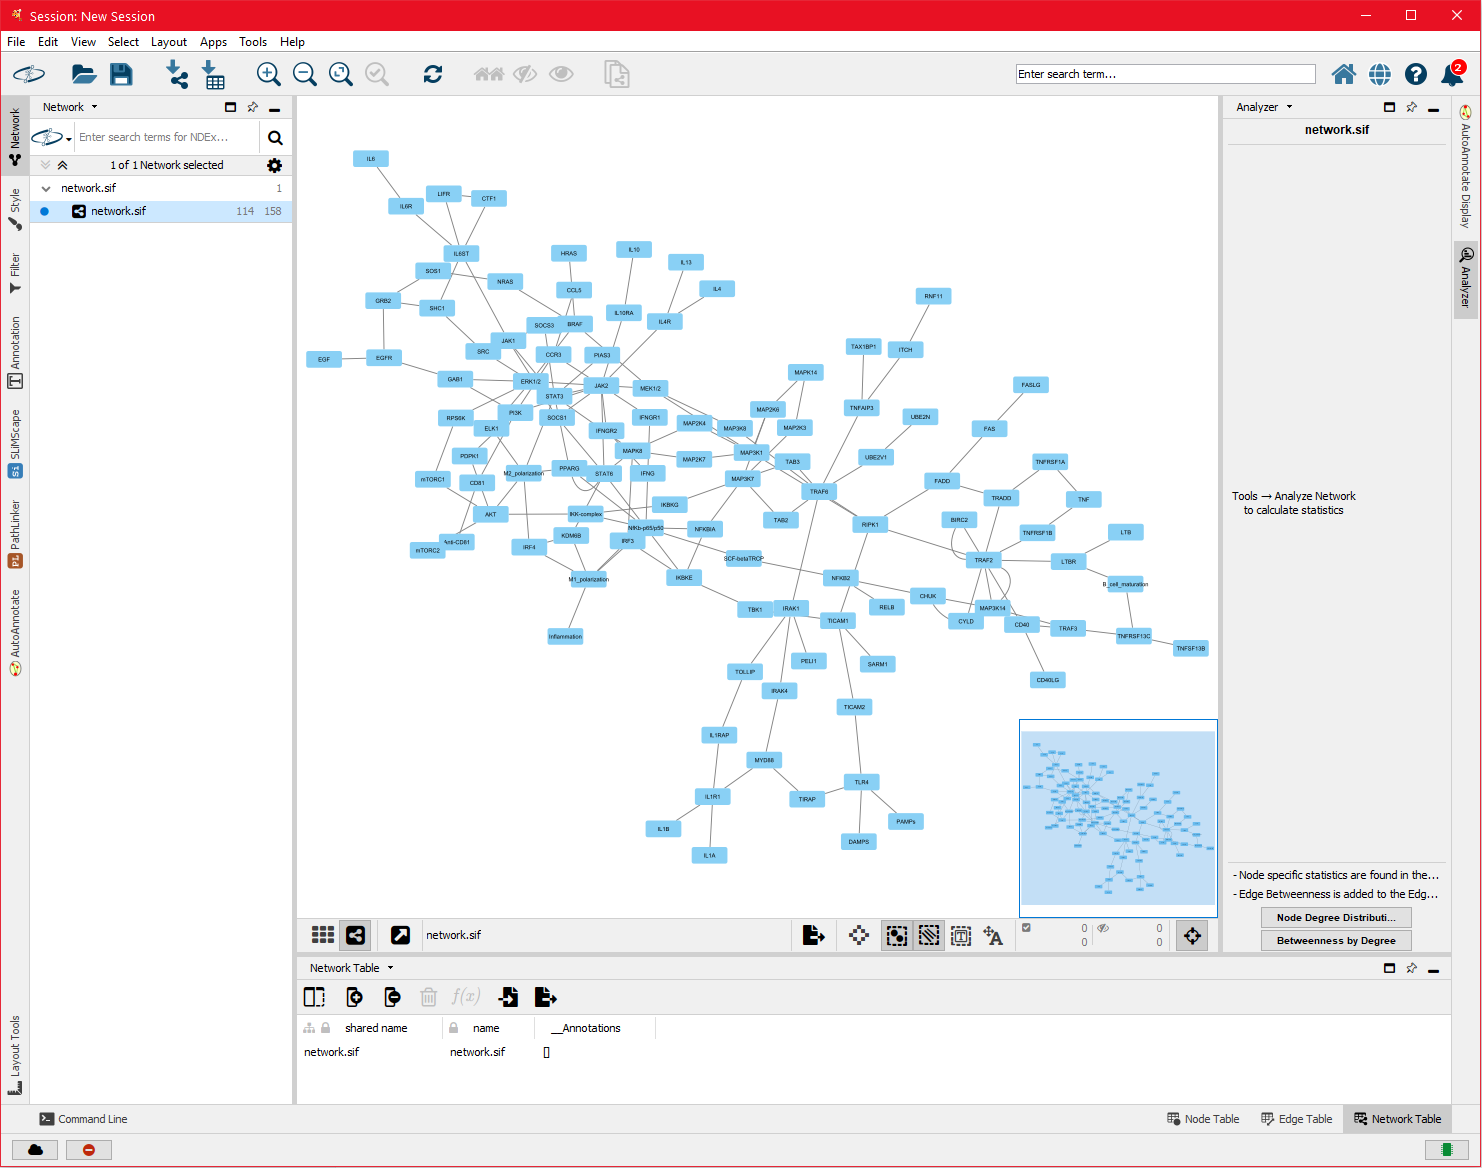 Session: New Session
File Edit View Select Layout Apps Tools Help
Enter search term...
2
Network
Enter search terms for NDEx...
1 of 1 Network selected
network.sif 1
network.sif 114 158
Network
Style
Filter
Annotation
SLiMScape
PathLinker
AutoAnnotate
Layout Tools
IL6
LIFR
CTF1
IL6R
IL6ST
HRAS
IL10
IL13
SOS1
NRAS
CCL5
IL4
RNF11
GRB2
SHC1
IL10RA
IL4R
SOCS3
BRAF
JAK1
TAX1BP1
ITCH
SRC
CCR3
PIAS3
EGF
EGFR
MAPK14
GAB1
ERK1/2
JAK2
MEK1/2
FASLG
STAT3
PI3K
MAP2K6
TNFAIP3
RPS6K
SOCS1
IFNGR1
UBE2N
ELK1
IFNGR2
MAP2K4
MAP3K8
MAP2K3
FAS
PDPK1
MAPK8
MAP3K1
UBE2V1
MAP2K7
TAB3
TNFRSF1A
M2_polarization
PPARG
STAT6
IFNG
mTORC1
CD81
MAP3K7
FADD
TRAF6
TRADD
TNF
IKBKG
AKT
IKK-complex
TAB2
RIPK1
BIRC2
NfKb-p65/p50
NFKBIA
TNFRSF1B
LTB
KDM6B
IRF3
Anti-CD81
mTORC2
IRF4
SCF-betaTRCP
TRAF2
LTBR
M1_polarization
IKBKE
NFKB2
B_cell_maturation
CHUK
TBK1
IRAK1
RELB
MAP3K14
TICAM1
CYLD
CD40
TRAF3
Inflammation
TNFRSF13C
TNFSF13B
PELI1
SARM1
TOLLIP
CD40LG
IRAK4
TICAM2
IL1RAP
MYD88
TLR4
IL1R1
TIRAP
PAMPs
IL1B
DAMPS
IL1A
network.sif
0 0
0 0
Analyzer
network.sif
Tools → Analyze Network
to calculate statistics
- Node specific statistics are found in the...
- Edge Betweenness is added to the Edg...
Node Degree Distributi...
Betweenness by Degree
AutoAnnotate Display
Analyzer
Network Table
f(x)
shared name name __Annotations
network.sif network.sif []
Command Line
Node Table Edge Table Network Table